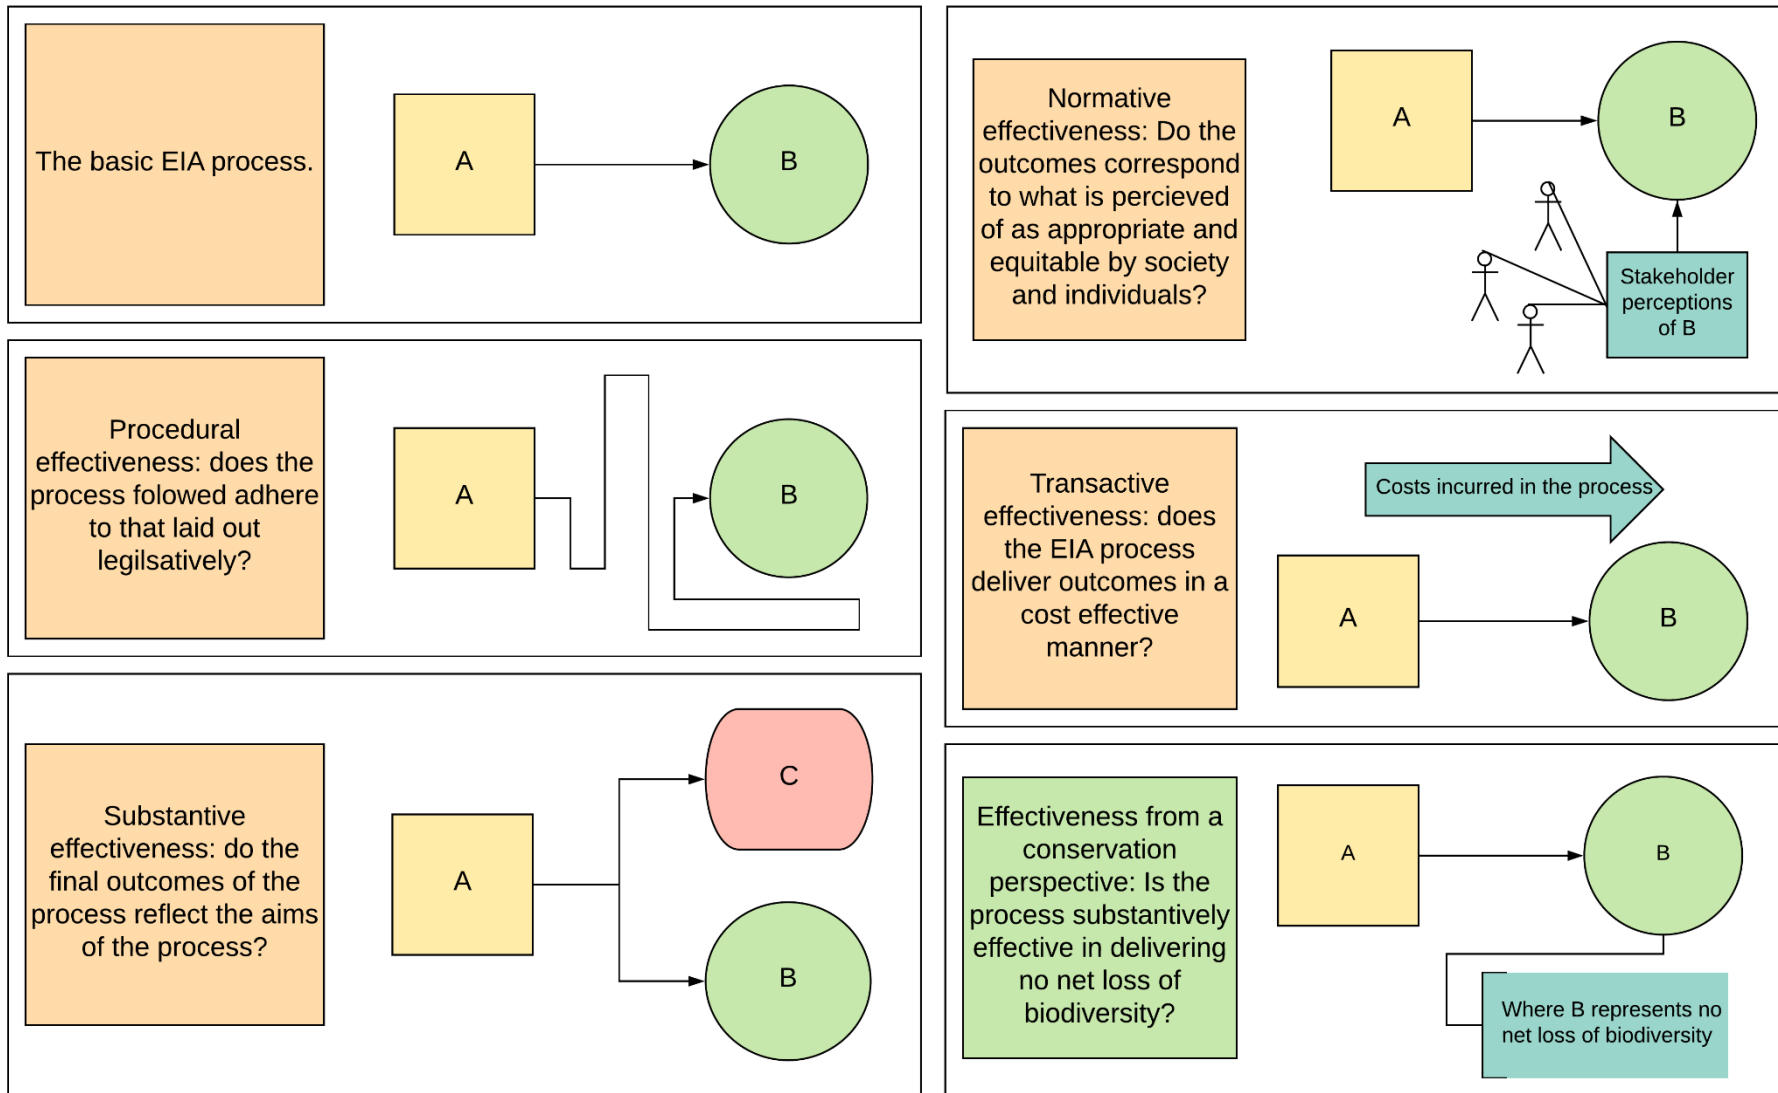 The basic EIA process.
A
B
Procedural
effectiveness: does the
process folowed adhere
to that laid out
legilsatively?
A
B
Substantive
effectiveness: do the
final outcomes of the
process reflect the aims
of the process?
A
C
B
Normative
effectiveness: Do the
outcomes correspond
to what is percieved
of as appropriate and
equitable by society
and individuals?
A
B
Stakeholder
perceptions
of B
Transactive
effectiveness: does
the EIA process
deliver outcomes in a
cost effective
manner?
Costs incurred in the process
A
B
Effectiveness from a
conservation
perspective: Is the
process substantively
effective in delivering
no net loss of
biodiversity?
A
B
Where B represents no
net loss of biodiversity